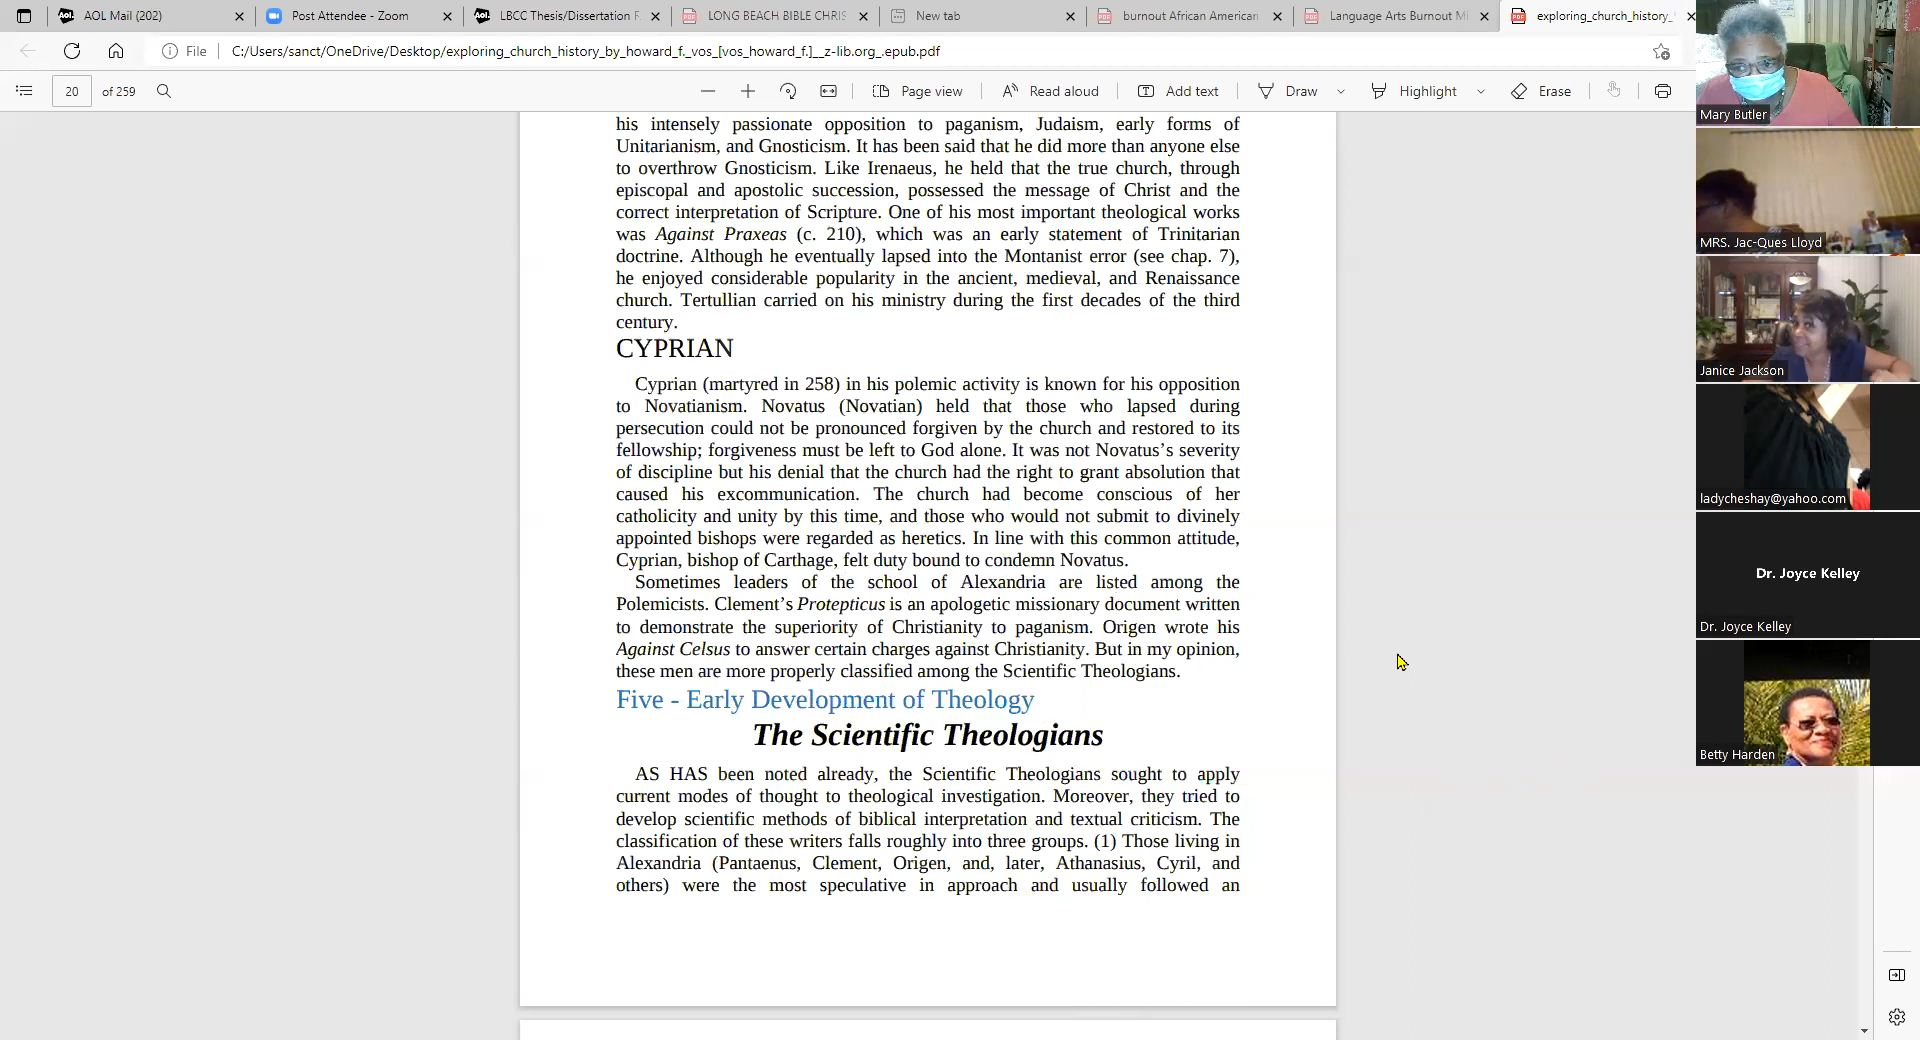 AOL Mail (202)
Post Attendee - Zoom
LBCC Thesis/Dissertation R
LONG BEACH BIBLE CHRIS
New tab
burnout African American
Language Arts Burnout MI
exploring_church_history_
File
C:/Users/sanct/OneDrive/Desktop/exploring_church_history_by_howard_f._vos_[vos_howard_f.]__z-lib.org_.epub.pdf
20 of 259
Page view
Read aloud
Add text
Draw
Highlight
Erase
his intensely passionate opposition to paganism, Judaism, early forms of
Unitarianism, and Gnosticism. It has been said that he did more than anyone else
to overthrow Gnosticism. Like Irenaeus, he held that the true church, through
episcopal and apostolic succession, possessed the message of Christ and the
correct interpretation of Scripture. One of his most important theological works
was Against Praxeas (c. 210), which was an early statement of Trinitarian
doctrine. Although he eventually lapsed into the Montanist error (see chap. 7),
he enjoyed considerable popularity in the ancient, medieval, and Renaissance
church. Tertullian carried on his ministry during the first decades of the third
century.
CYPRIAN
Cyprian (martyred in 258) in his polemic activity is known for his opposition
to Novatianism. Novatus (Novatian) held that those who lapsed during
persecution could not be pronounced forgiven by the church and restored to its
fellowship; forgiveness must be left to God alone. It was not Novatus’s severity
of discipline but his denial that the church had the right to grant absolution that
caused his excommunication. The church had become conscious of her
catholicity and unity by this time, and those who would not submit to divinely
appointed bishops were regarded as heretics. In line with this common attitude,
Cyprian, bishop of Carthage, felt duty bound to condemn Novatus.
Sometimes leaders of the school of Alexandria are listed among the
Polemicists. Clement’s Protepticus is an apologetic missionary document written
to demonstrate the superiority of Christianity to paganism. Origen wrote his
Against Celsus to answer certain charges against Christianity. But in my opinion,
these men are more properly classified among the Scientific Theologians.
Five - Early Development of Theology
The Scientific Theologians
AS HAS been noted already, the Scientific Theologians sought to apply
current modes of thought to theological investigation. Moreover, they tried to
develop scientific methods of biblical interpretation and textual criticism. The
classification of these writers falls roughly into three groups. (1) Those living in
Alexandria (Pantaenus, Clement, Origen, and, later, Athanasius, Cyril, and
others) were the most speculative in approach and usually followed an
Mary Butler
MRS. Jac-Ques Lloyd
Janice Jackson
ladycheshay@yahoo.com
Dr. Joyce Kelley
Dr. Joyce Kelley
Betty Harden